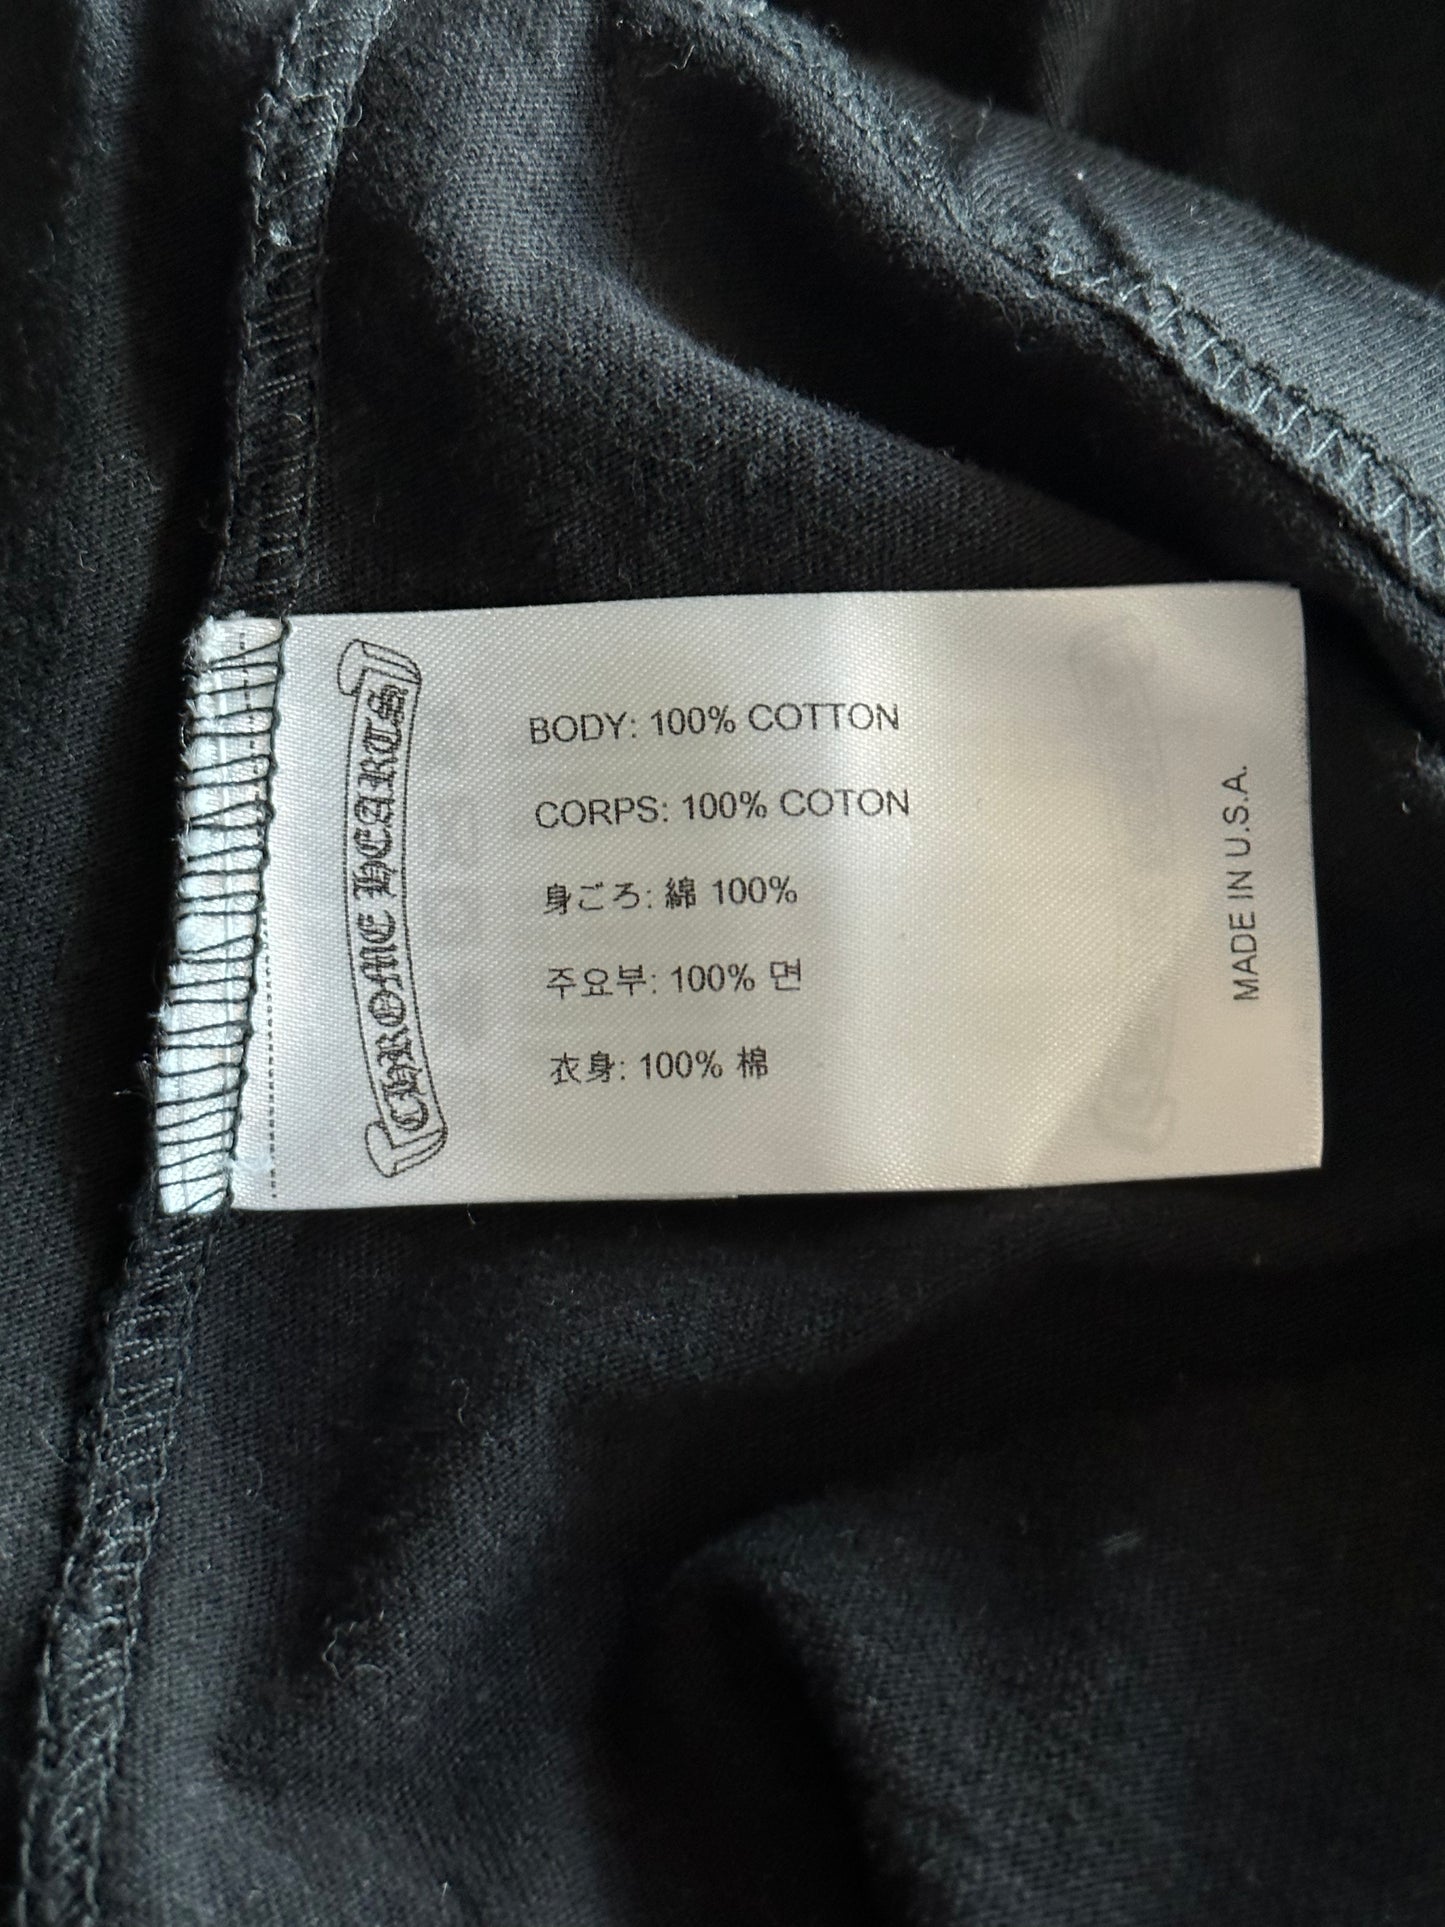 CHROME HEARTS
BODY: 100% COTTON
CORPS: 100% COTON
身ごろ: 綿 100%
주요부: 100% 면
衣身: 100% 棉
MADE IN U.S.A.